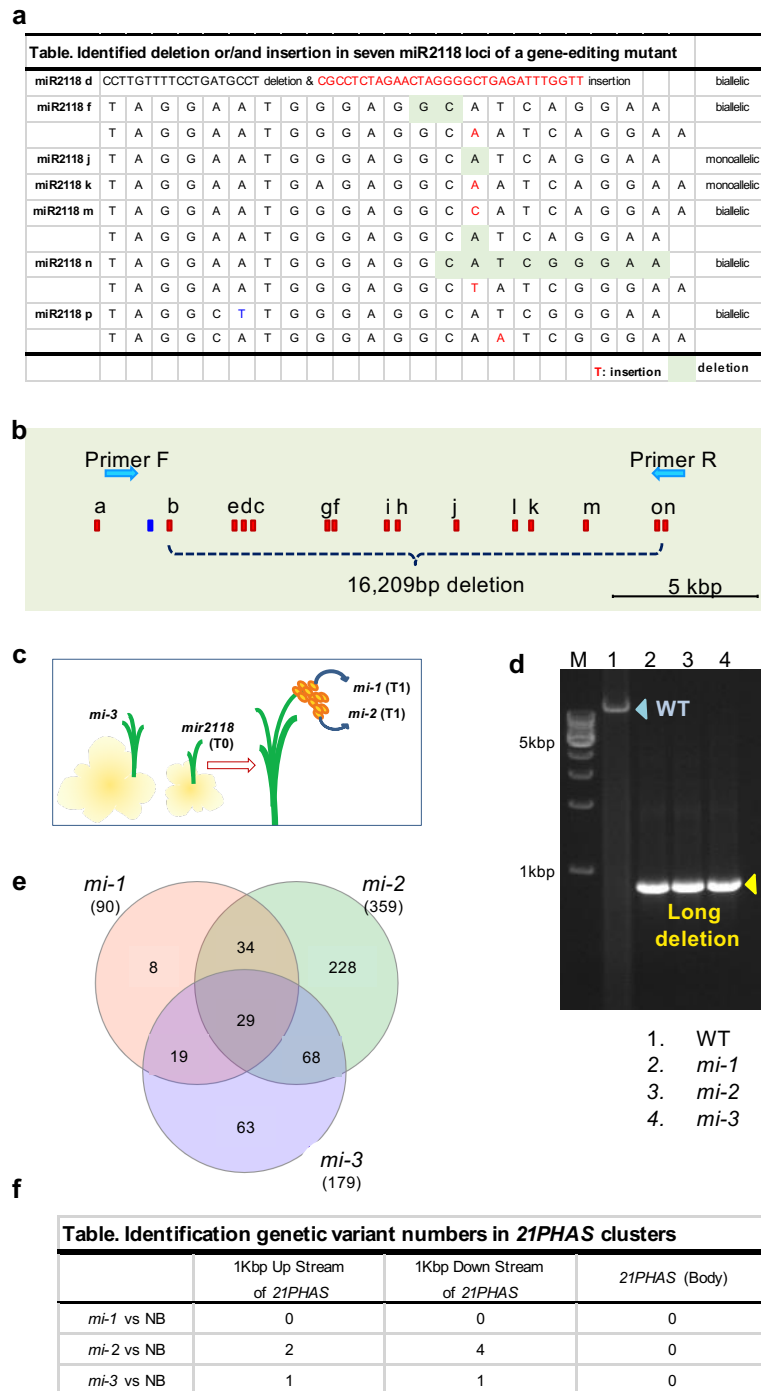 a
Table. Identified deletion or/and insertion in seven miR2118 loci of a gene-editing mutant
miR2118 d CCTTGTTTTCCTGATGCCT deletion & CGCCTCTAGAACTAGGGGCTGAGATTTGGTT insertion biallelic
miR2118 f T A G G A A T G G G A G G C A T C A G G A A biallelic
T A G G A A T G G G A G G C A A T C A G G A A
miR2118 j T A G G A A T G G G A G G C A T C A G G A A monoallelic
miR2118 k T A G G A A T G A G A G G C A A T C A G G A A monoallelic
miR2118 m T A G G A A T G G G A G G C C A T C A G G A A biallelic
T A G G A A T G G G A G G C A T C A G G A A
miR2118 n T A G G A A T G G G A G G C A T C G G G A A biallelic
T A G G A A T G G G A G G C T A T C G G G A A
miR2118 p T A G G C T T G G G A G G C A T C G G G A A biallelic
T A G G C A T G G G A G G C A A T C G G G A A
T: insertion deletion
b
Primer F Primer R
a b e d c g f i h j l k m o n
16,209bp deletion
5 kbp
c
mi-3
mir2118
(T0)
mi-1 (T1)
mi-2 (T1)
d
M 1 2 3 4
WT
5kbp
1kbp
Long
deletion
1. WT
2. mi-1
3. mi-2
4. mi-3
e
mi-1
(90)
mi-2
(359)
34
8
228
29
19
68
63
mi-3
(179)
f
Table. Identification genetic variant numbers in 21PHAS clusters
1Kbp Up Stream of 21PHAS 1Kbp Down Stream of 21PHAS 21PHAS (Body)
mi-1 vs NB 0 0 0
mi-2 vs NB 2 4 0
mi-3 vs NB 1 1 0